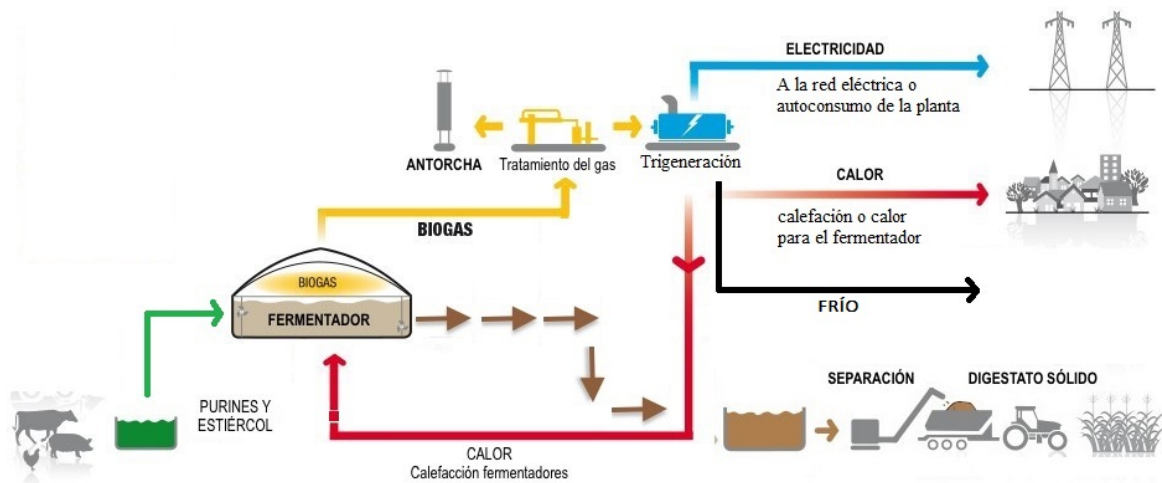 ELECTRICIDAD
A la red eléctrica o
autoconsumo de la planta
ANTORCHA
Tratamiento del gas
Trigeneración
CALOR
calefación o calor
para el fermentador
BIOGAS
BIOGAS
FERMENTADOR
FRÍO
SEPARACIÓN
DIGESTATO SÓLIDO
PURINES Y
ESTIÉRCOL
CALOR
Calefacción fermentadores